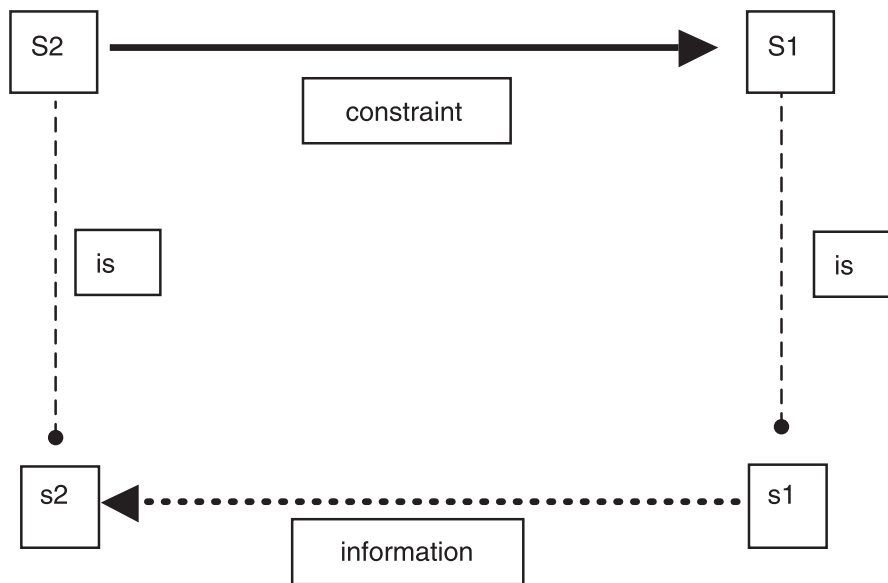 S2
S1
constraint
is
is
s2
s1
information